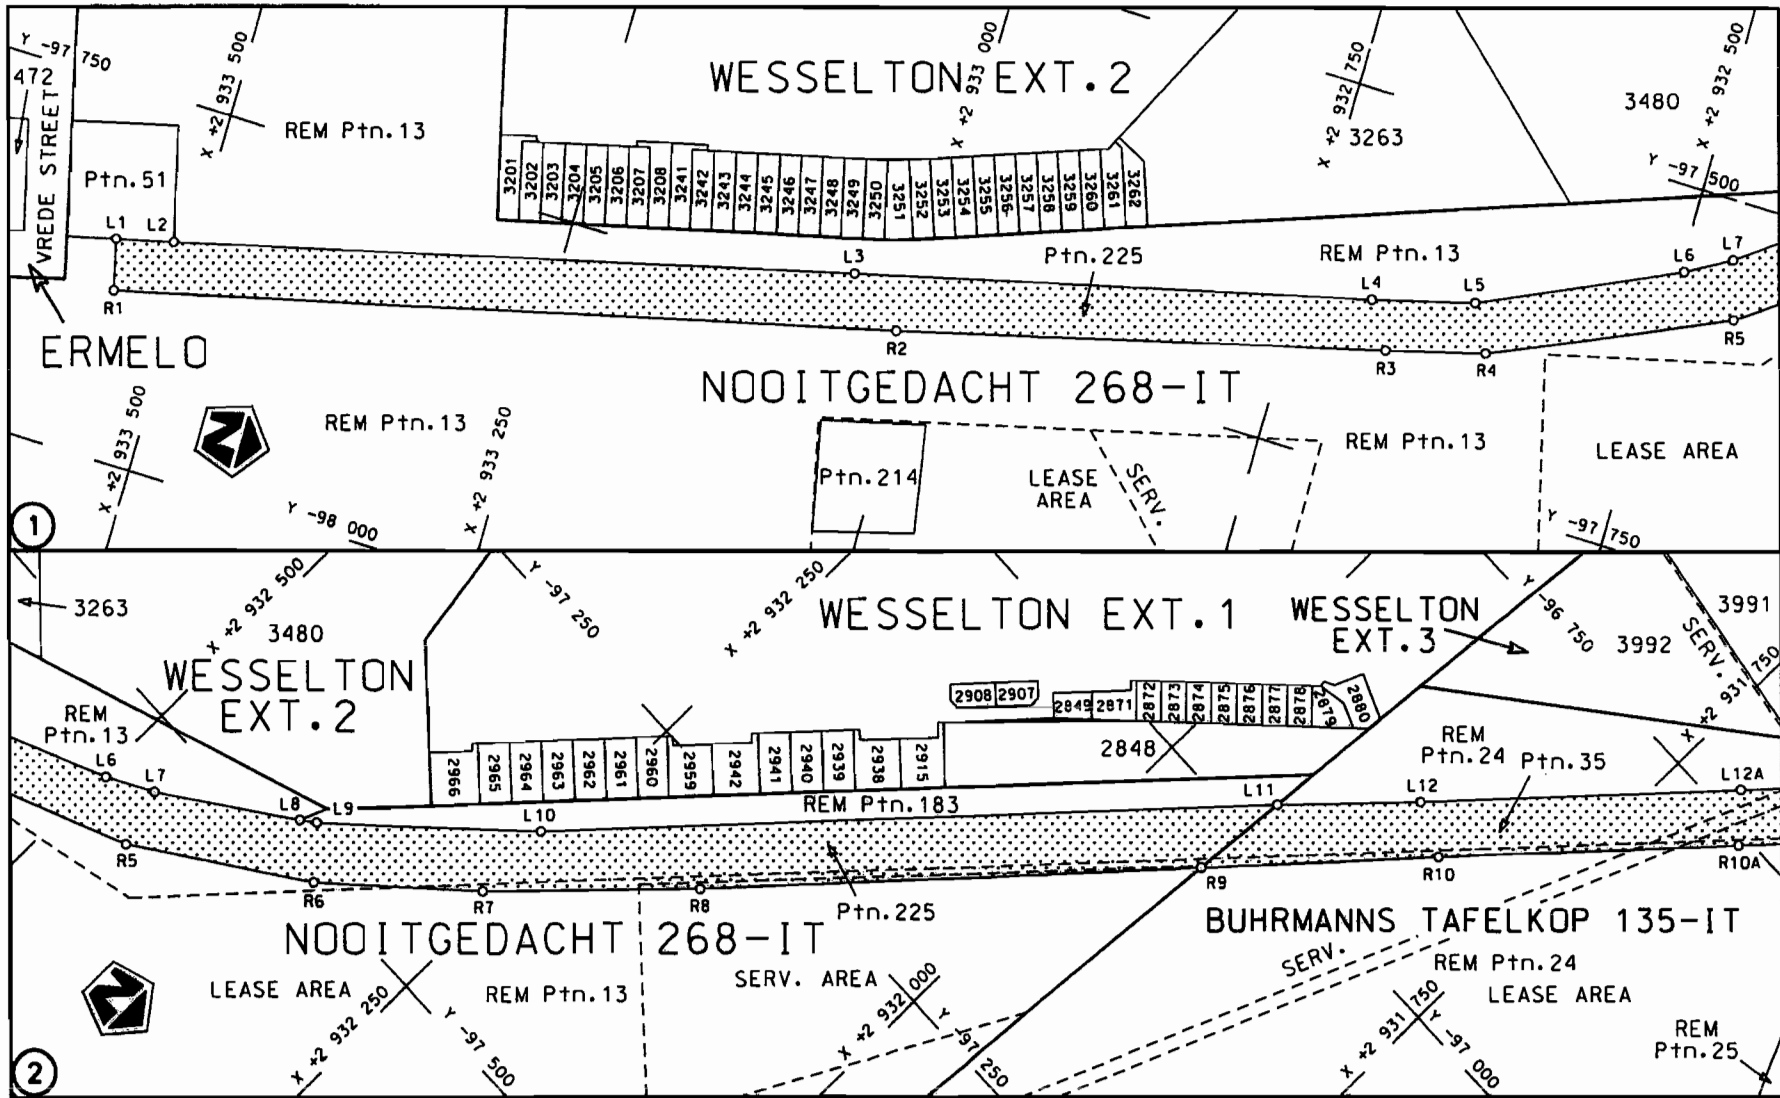 Y -97 750
472
VREDE STREET
X +2 933 500
REM Ptn.13
Ptn.51
WESSELTON EXT.2
X +2 933 000
X +2 932 750
3263
3480
X +2 932 500
Y -97 500
3201
3202
3203
3204
3205
3206
3207
3208
3241
3242
3243
3244
3245
3246
3247
3248
3249
3250
3251
3252
3253
3254
3255
3256
3257
3258
3259
3260
3261
3262
L1
L2
L3
Ptn.225
REM Ptn.13
L4
L5
L6
L7
R1
R2
R3
R4
R5
ERMELO
NOOITGEDACHT 268-IT
X +2 933 500
REM Ptn.13
X +2 933 250
Y -98 000
Ptn.214
LEASE
AREA
SERV.
REM Ptn.13
LEASE AREA
Y -97 750
1
3263
3480
X +2 932 500
Y -97 250
X +2 932 250
WESSELTON EXT.1
WESSELTON
EXT.3
Y -96 750
3992
3991
SERV.
X +2 931 750
WESSELTON
EXT.2
REM
Ptn.13
2908
2907
2849
2871
2872
2873
2874
2875
2876
2877
2878
2879
2880
2848
REM
Ptn.24
Ptn.35
2966
2965
2964
2963
2962
2961
2960
2959
2942
2941
2940
2939
2938
2915
REM Ptn.183
L6
L7
L8
L9
L10
L11
L12
L12A
R5
R6
R7
R8
R9
R10
R10A
Ptn.225
NOOITGEDACHT 268-IT
BUHRMANNS TAFELKOP 135-IT
LEASE AREA
X +2 932 250
REM Ptn.13
Y -97 500
SERV. AREA
X +2 932 000
Y -97 250
SERV.
REM Ptn.24
LEASE AREA
X +2 931 750
Y -97 000
REM
Ptn.25
2